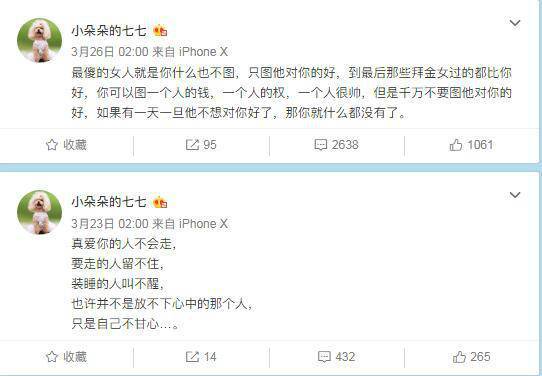 小朵朵的七七
3月26日 02:00 来自 iPhone X
最傻的女人就是你什么也不图，只图他对你的好，到最后那些拜金女过的都比你
好，你可以图一个人的钱，一个人的权，一个人很帅，但是千万不要图他对你的
好，如果有一天一旦他不想对你好了，那你就什么都没有了。
收藏 95 2638 1061
小朵朵的七七
3月23日 02:00 来自 iPhone X
真爱你的人不会走，
要走的人留不住，
装睡的人叫不醒，
也许并不是放不下心中的那个人，
只是自己不甘心…。
收藏 14 432 265